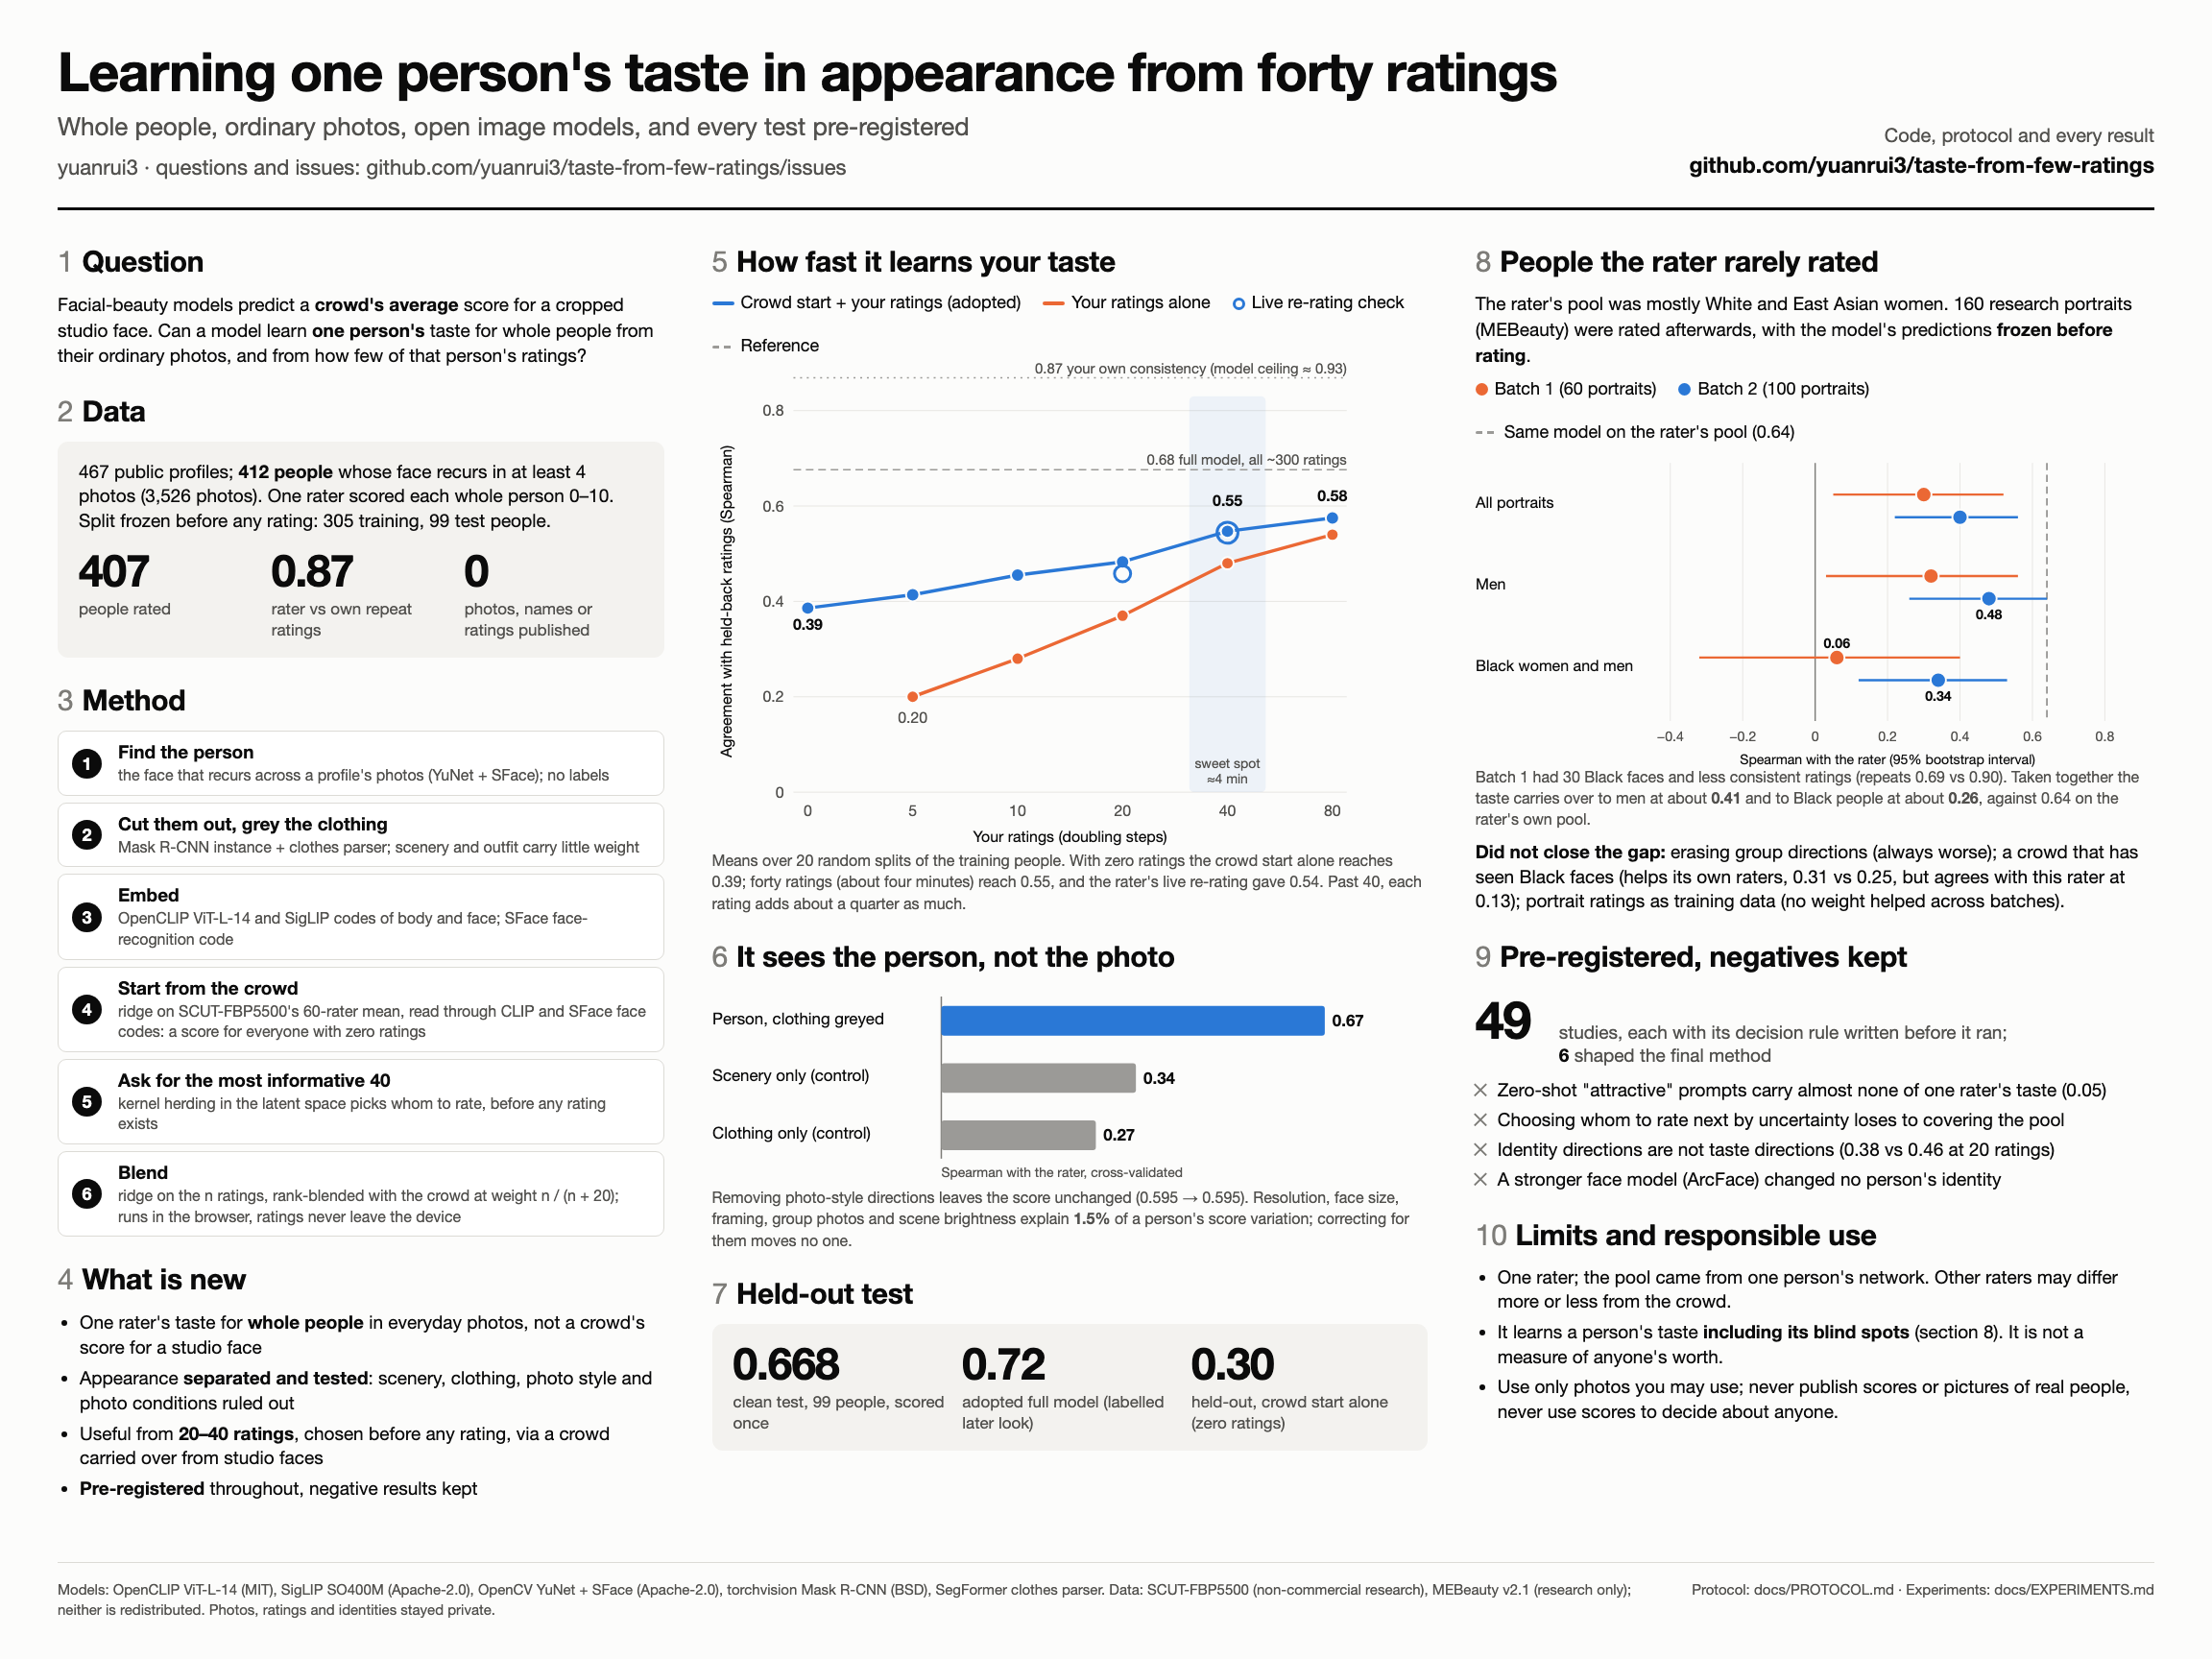 Learning one person's taste in appearance from forty ratings
Whole people, ordinary photos, open image models, and every test pre-registered
yuanrui3 · questions and issues: github.com/yuanrui3/taste-from-few-ratings/issues
Code, protocol and every result
github.com/yuanrui3/taste-from-few-ratings
1 Question
Facial-beauty models predict a crowd's average score for a cropped
studio face. Can a model learn one person's taste for whole people from
their ordinary photos, and from how few of that person's ratings?
2 Data
467 public profiles; 412 people whose face recurs in at least 4
photos (3,526 photos). One rater scored each whole person 0–10.
Split frozen before any rating: 305 training, 99 test people.
407
people rated
0.87
rater vs own repeat
ratings
0
photos, names or
ratings published
3 Method
1
Find the person
the face that recurs across a profile's photos (YuNet + SFace); no labels
2
Cut them out, grey the clothing
Mask R-CNN instance + clothes parser; scenery and outfit carry little weight
3
Embed
OpenCLIP ViT-L-14 and SigLIP codes of body and face; SFace face-
recognition code
4
Start from the crowd
ridge on SCUT-FBP5500's 60-rater mean, read through CLIP and SFace face
codes: a score for everyone with zero ratings
5
Ask for the most informative 40
kernel herding in the latent space picks whom to rate, before any rating
exists
6
Blend
ridge on the n ratings, rank-blended with the crowd at weight n / (n + 20);
runs in the browser, ratings never leave the device
4 What is new
• One rater's taste for whole people in everyday photos, not a crowd's
score for a studio face
• Appearance separated and tested: scenery, clothing, photo style and
photo conditions ruled out
• Useful from 20–40 ratings, chosen before any rating, via a crowd
carried over from studio faces
• Pre-registered throughout, negative results kept
5 How fast it learns your taste
Crowd start + your ratings (adopted)
Your ratings alone
Live re-rating check
Reference
0.87 your own consistency (model ceiling ≈ 0.93)
0.8
0.68 full model, all ~300 ratings
0.6
0.55
0.58
0.4
0.39
0.2
0.20
0
sweet spot
≈4 min
Agreement with held-back ratings (Spearman)
0 5 10 20 40 80
Your ratings (doubling steps)
Means over 20 random splits of the training people. With zero ratings the crowd start alone reaches
0.39; forty ratings (about four minutes) reach 0.55, and the rater's live re-rating gave 0.54. Past 40, each
rating adds about a quarter as much.
6 It sees the person, not the photo
Person, clothing greyed
0.67
Scenery only (control)
0.34
Clothing only (control)
0.27
Spearman with the rater, cross-validated
Removing photo-style directions leaves the score unchanged (0.595 → 0.595). Resolution, face size,
framing, group photos and scene brightness explain 1.5% of a person's score variation; correcting for
them moves no one.
7 Held-out test
0.668
clean test, 99 people, scored
once
0.72
adopted full model (labelled
later look)
0.30
held-out, crowd start alone
(zero ratings)
8 People the rater rarely rated
The rater's pool was mostly White and East Asian women. 160 research portraits
(MEBeauty) were rated afterwards, with the model's predictions frozen before
rating.
Batch 1 (60 portraits)
Batch 2 (100 portraits)
Same model on the rater's pool (0.64)
All portraits
Men
0.48
Black women and men
0.06
0.34
−0.4 −0.2 0 0.2 0.4 0.6 0.8
Spearman with the rater (95% bootstrap interval)
Batch 1 had 30 Black faces and less consistent ratings (repeats 0.69 vs 0.90). Taken together the
taste carries over to men at about 0.41 and to Black people at about 0.26, against 0.64 on the
rater's own pool.
Did not close the gap: erasing group directions (always worse); a crowd that has
seen Black faces (helps its own raters, 0.31 vs 0.25, but agrees with this rater at
0.13); portrait ratings as training data (no weight helped across batches).
9 Pre-registered, negatives kept
49
studies, each with its decision rule written before it ran;
6 shaped the final method
× Zero-shot "attractive" prompts carry almost none of one rater's taste (0.05)
× Choosing whom to rate next by uncertainty loses to covering the pool
× Identity directions are not taste directions (0.38 vs 0.46 at 20 ratings)
× A stronger face model (ArcFace) changed no person's identity
10 Limits and responsible use
• One rater; the pool came from one person's network. Other raters may differ
more or less from the crowd.
• It learns a person's taste including its blind spots (section 8). It is not a
measure of anyone's worth.
• Use only photos you may use; never publish scores or pictures of real people,
never use scores to decide about anyone.
Models: OpenCLIP ViT-L-14 (MIT), SigLIP SO400M (Apache-2.0), OpenCV YuNet + SFace (Apache-2.0), torchvision Mask R-CNN (BSD), SegFormer clothes parser. Data: SCUT-FBP5500 (non-commercial research), MEBeauty v2.1 (research only);
neither is redistributed. Photos, ratings and identities stayed private.
Protocol: docs/PROTOCOL.md · Experiments: docs/EXPERIMENTS.md